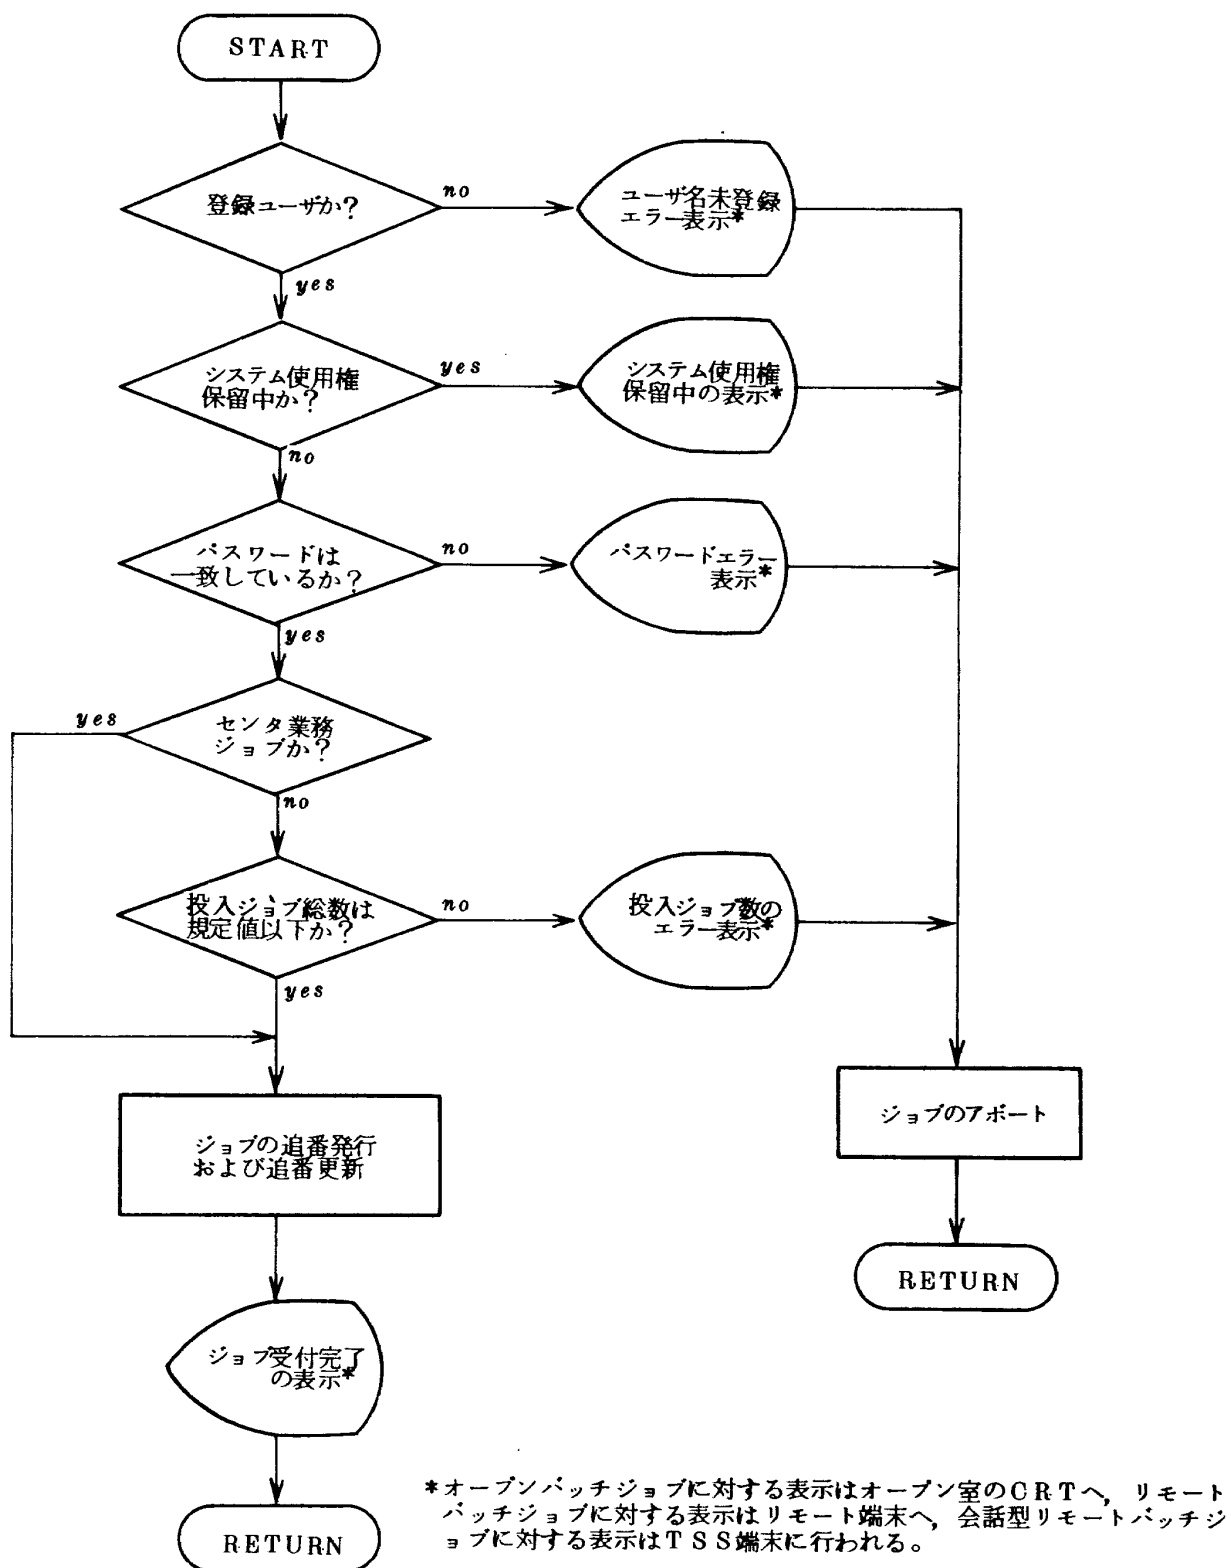 START
登録ユーザか?
no
ユーザ名未登録
エラー表示*
yes
システム使用権
保留中か?
yes
システム使用権
保留中の表示*
no
パスワードは
一致しているか?
no
パスワードエラー
表示*
yes
yes
センタ業務
ジョブか?
no
投入ジョブ総数は
規定値以下か?
no
投入ジョブ数の
エラー表示*
yes
ジョブの追番発行
および追番更新
ジョブのアボート
RETURN
ジョブ受付完了
の表示*
RETURN
*オープンバッチジョブに対する表示はオープン室のCRTへ,リモート
バッチジョブに対する表示はリモート端末へ,会話型リモートバッチジ
ョブに対する表示はTSS端末に行われる。